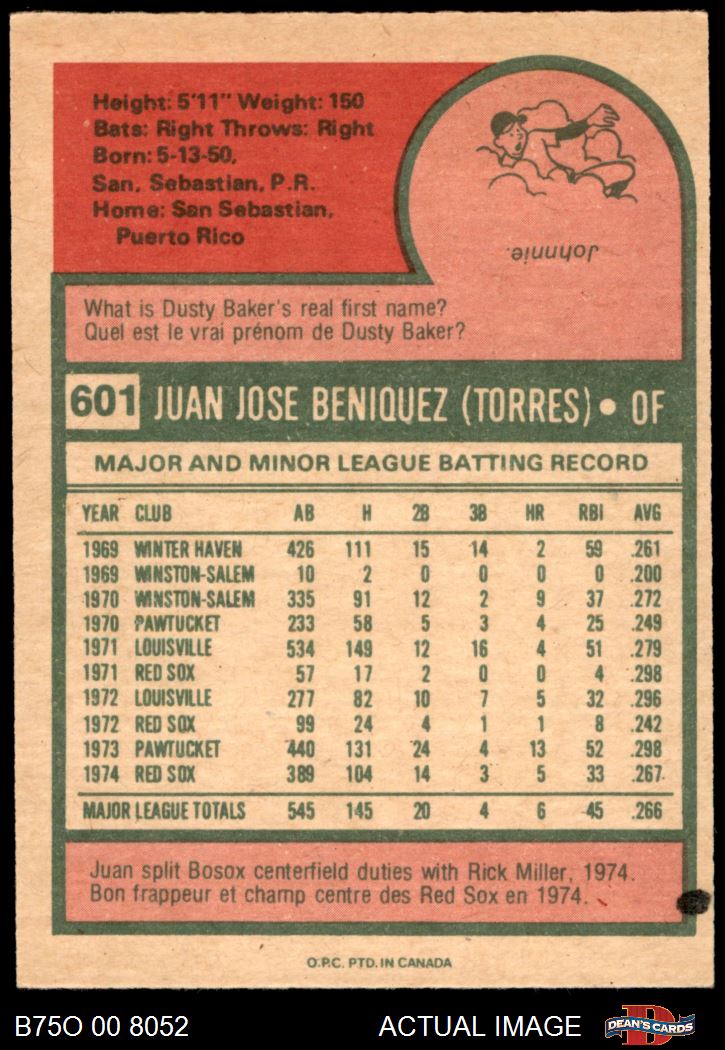 Height: 5'11" Weight: 150
Bats: Right Throws: Right
Born: 5-13-50,
San, Sebastian, P.R.
Home: San Sebastian,
Puerto Rico
Johnnie.
What is Dusty Baker's real first name?
Quel est le vrai prénom de Dusty Baker?
601 JUAN JOSE BENIQUEZ (TORRES) • OF
MAJOR AND MINOR LEAGUE BATTING RECORD
YEAR CLUB AB H 2B 3B HR RBI AVG
1969 WINTER HAVEN 426 111 15 14 2 59 .261
1969 WINSTON-SALEM 10 2 0 0 0 0 .200
1970 WINSTON-SALEM 335 91 12 2 9 37 .272
1970 PAWTUCKET 233 58 5 3 4 25 .249
1971 LOUISVILLE 534 149 12 16 4 51 .279
1971 RED SOX 57 17 2 0 0 4 .298
1972 LOUISVILLE 277 82 10 7 5 32 .296
1972 RED SOX 99 24 4 1 1 8 .242
1973 PAWTUCKET 440 131 24 4 13 52 .298
1974 RED SOX 389 104 14 3 5 33 .267
MAJOR LEAGUE TOTALS 545 145 20 4 6 45 .266
Juan split Bosox centerfield duties with Rick Miller, 1974.
Bon frappeur et champ centre des Red Sox en 1974.
O.P.C. PTD. IN CANADA
B75O 00 8052 ACTUAL IMAGE DEAN'S CARDS